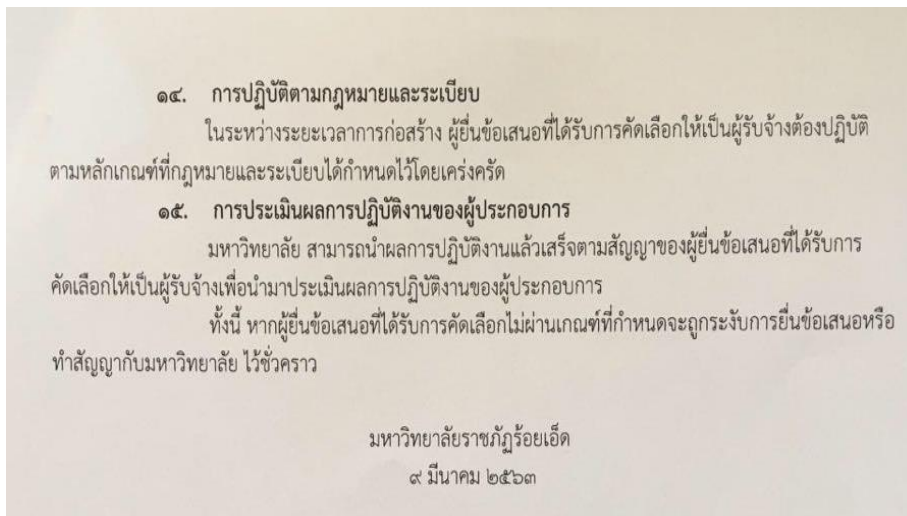 ๑๔. การปฏิบัติตามกฎหมายและระเบียบ
ในระหว่างระยะเวลาการก่อสร้าง ผู้ยื่นข้อเสนอที่ได้รับการคัดเลือกให้เป็นผู้รับจ้างต้องปฏิบัติ
ตามหลักเกณฑ์ที่กฎหมายและระเบียบได้กำหนดไว้โดยเคร่งครัด
๑๕. การประเมินผลการปฏิบัติงานของผู้ประกอบการ
มหาวิทยาลัย สามารถนำผลการปฏิบัติงานแล้วเสร็จตามสัญญาของผู้ยื่นข้อเสนอที่ได้รับการ
คัดเลือกให้เป็นผู้รับจ้างเพื่อนำมาประเมินผลการปฏิบัติงานของผู้ประกอบการ
ทั้งนี้ หากผู้ยื่นข้อเสนอที่ได้รับการคัดเลือกไม่ผ่านเกณฑ์ที่กำหนดจะถูกระงับการยื่นข้อเสนอหรือ
ทำสัญญากับมหาวิทยาลัย ไว้ชั่วคราว
มหาวิทยาลัยราชภัฏร้อยเอ็ด
๙ มีนาคม ๒๕๖๓